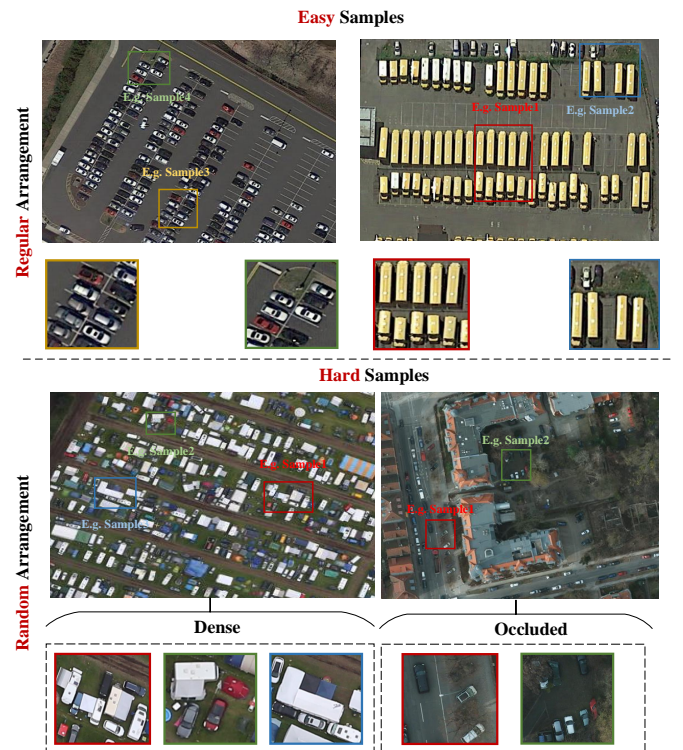 Easy Samples
Regular Arrangement
E.g. Sample4
E.g. Sample3
E.g. Sample1
E.g. Sample2
Hard Samples
Random Arrangement
E.g. Sample2
E.g. Sample1
E.g. Sample
E.g. Sample2
E.g. Sample1
Dense
Occluded